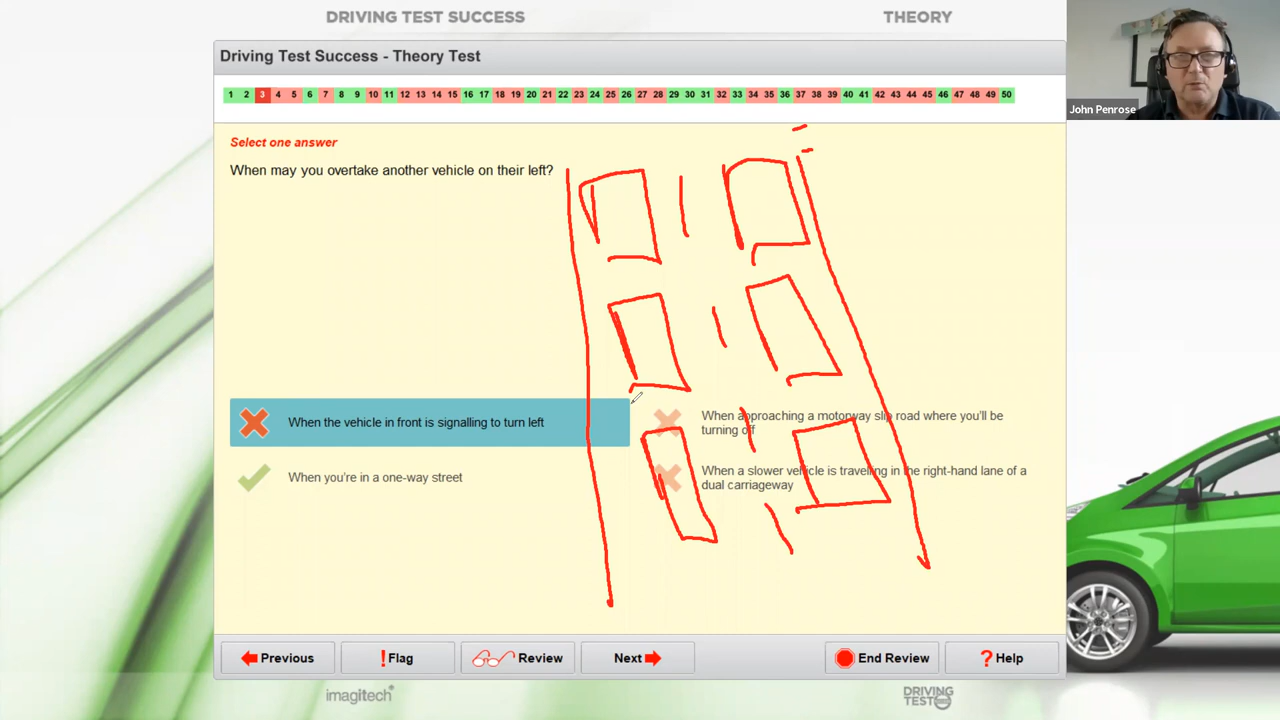 DRIVING TEST SUCCESS
THEORY
Driving Test Success - Theory Test
1 2 3 4 5 6 7 8 9 10 11 12 13 14 15 16 17 18 19 20 21 22 23 24 25 26 27 28 29 30 31 32 33 34 35 36 37 38 39 40 41 42 43 44 45 46 47 48 49 50
John Penrose
Select one answer
When may you overtake another vehicle on their left?
When the vehicle in front is signalling to turn left
When approaching a motorway slip road where you'll be
turning off
When you're in a one-way street
When a slower vehicle is travelling in the right-hand lane of a
dual carriageway
Previous
!Flag
Review
Next
End Review
?Help
imagitech
DRIVING
TEST